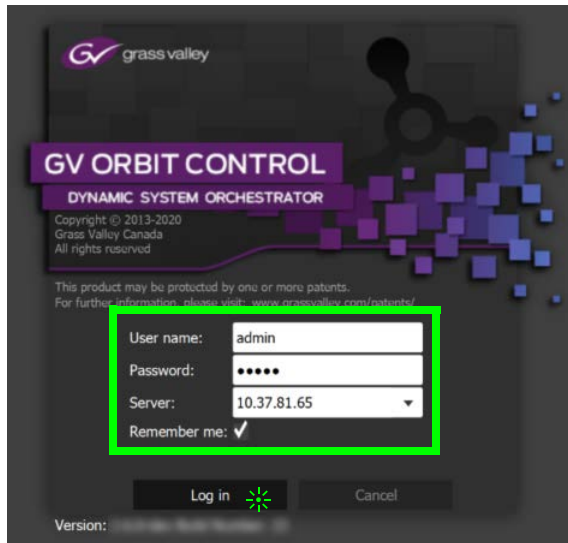 GV grass valley
GV ORBIT CONTROL
DYNAMIC SYSTEM ORCHESTRATOR
Copyright © 2013-2020
Grass Valley Canada
All rights reserved
This product may be protected by one or more patents.
For further information, please visit: www.grassvalley.com/patents/
User name: admin
Password: •••••
Server: 10.37.81.65
Remember me:
Log in Cancel
Version: